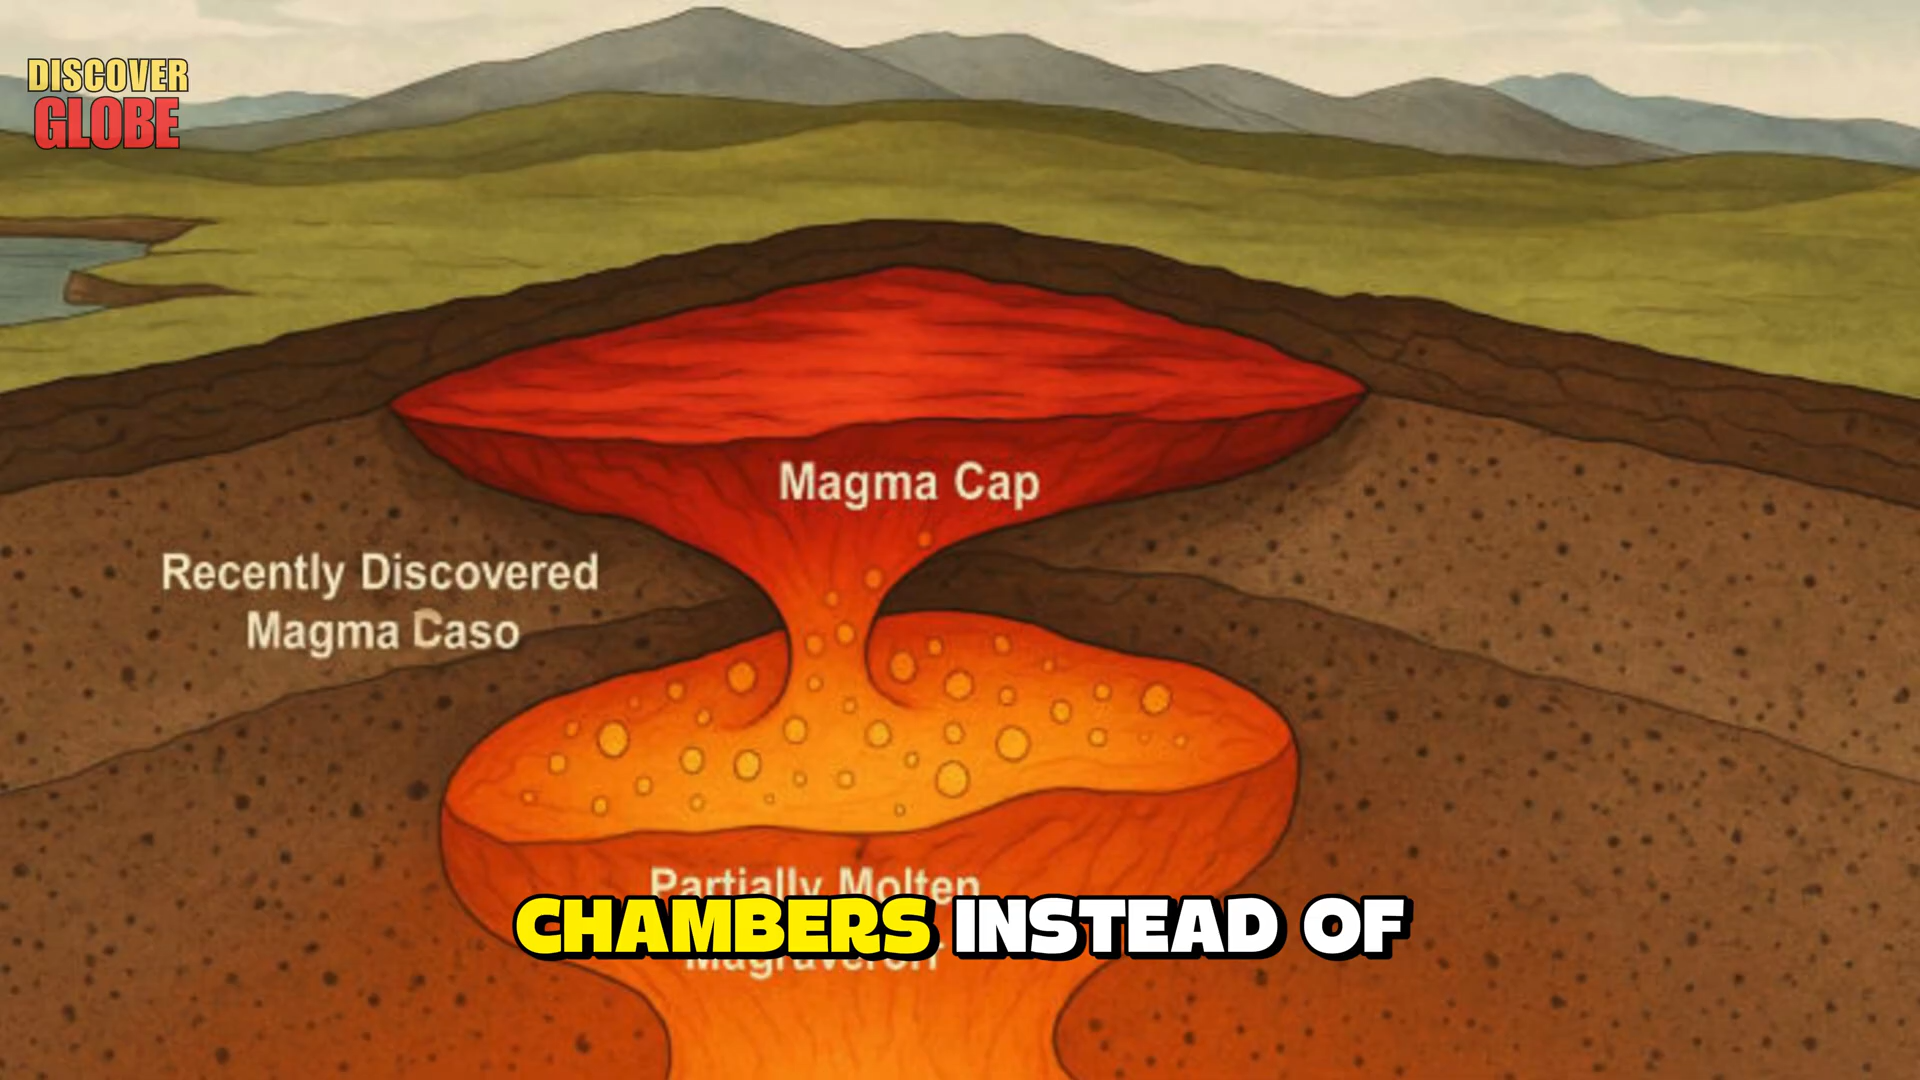 DISCOVER
GLOBE
Magma Cap
Recently Discovered
Magma Caso
Partially Molten
CHAMBERS INSTEAD OF